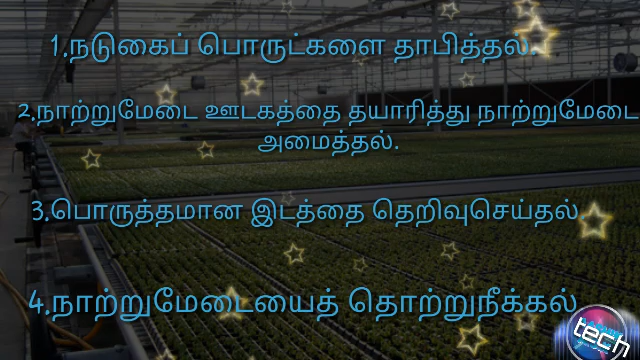 1.நடுகைப் பொருட்களை தாபித்தல்.
2.நாற்றுமேடை ஊடகத்தை தயாரித்து நாற்றுமேடை
அமைத்தல்.
3.பொருத்தமான இடத்தை தெறிவுசெய்தல்.
4.நாற்றுமேடையைத் தொற்றுநீக்கல்
tech